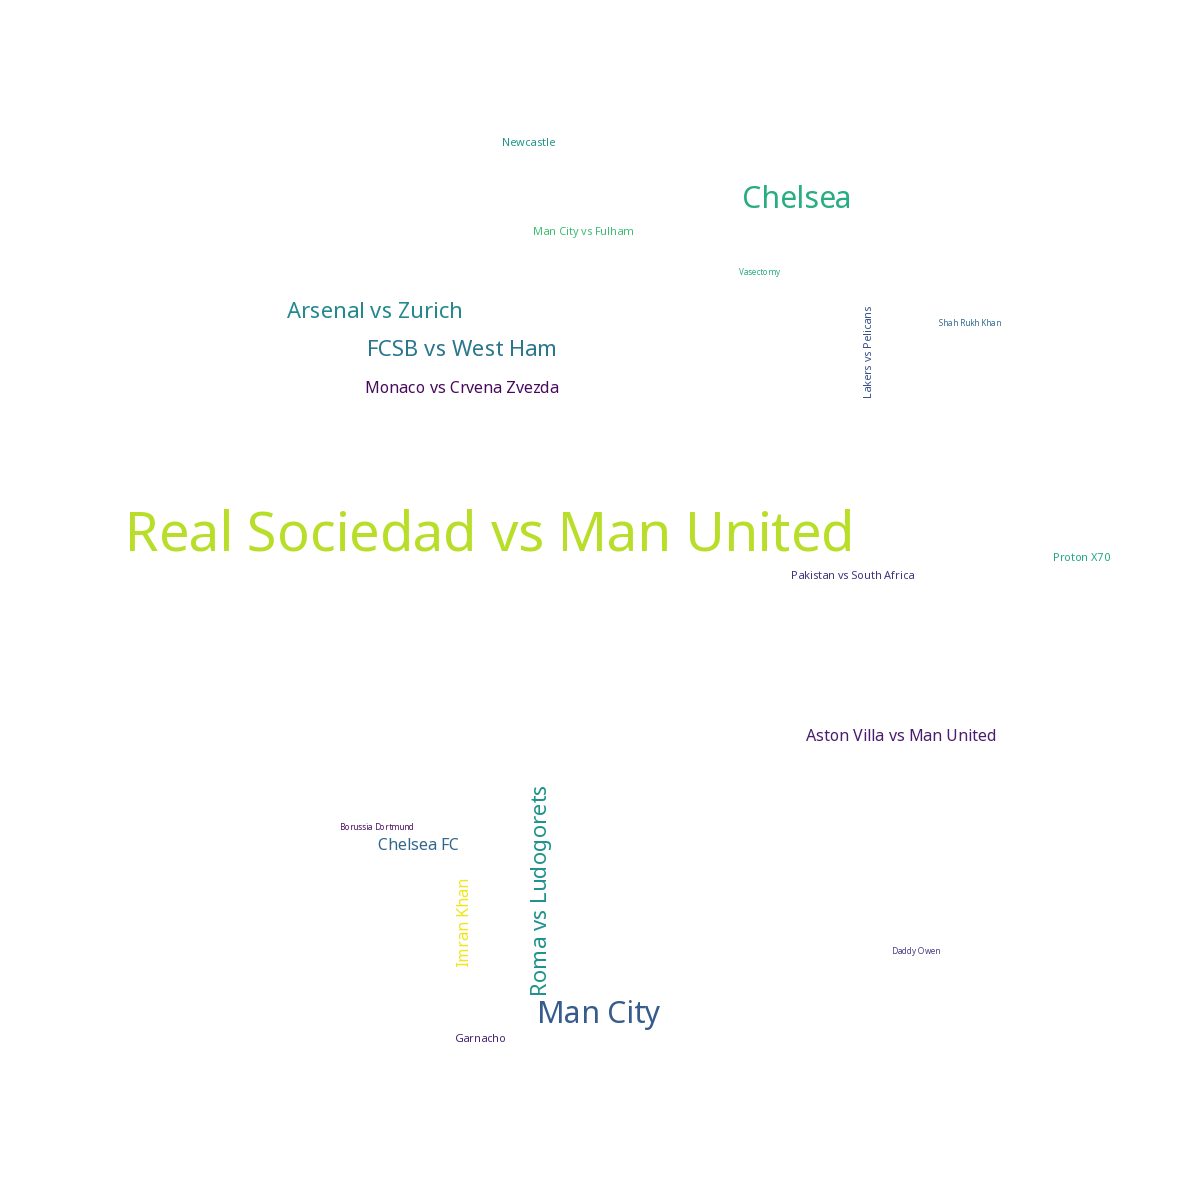 Newcastle
Chelsea
Man City vs Fulham
Vasectomy
Arsenal vs Zurich
Lakers vs Pelicans
Shah Rukh Khan
FCSB vs West Ham
Monaco vs Crvena Zvezda
Real Sociedad vs Man United
Proton X70
Pakistan vs South Africa
Aston Villa vs Man United
Roma vs Ludogorets
Borussia Dortmund
Chelsea FC
Imran Khan
Daddy Owen
Man City
Garnacho